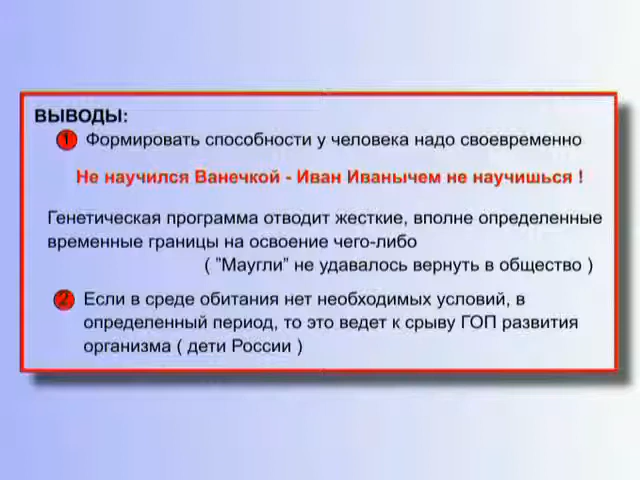 ВЫВОДЫ:
1 Формировать способности у человека надо своевременно
Не научился Ванечкой - Иван Иванычем не научишься !
Генетическая программа отводит жесткие, вполне определенные
временные границы на освоение чего-либо
( "Маугли” не удавалось вернуть в общество )
2 Если в среде обитания нет необходимых условий, в
определенный период, то это ведет к срыву ГОП развития
организма ( дети России )